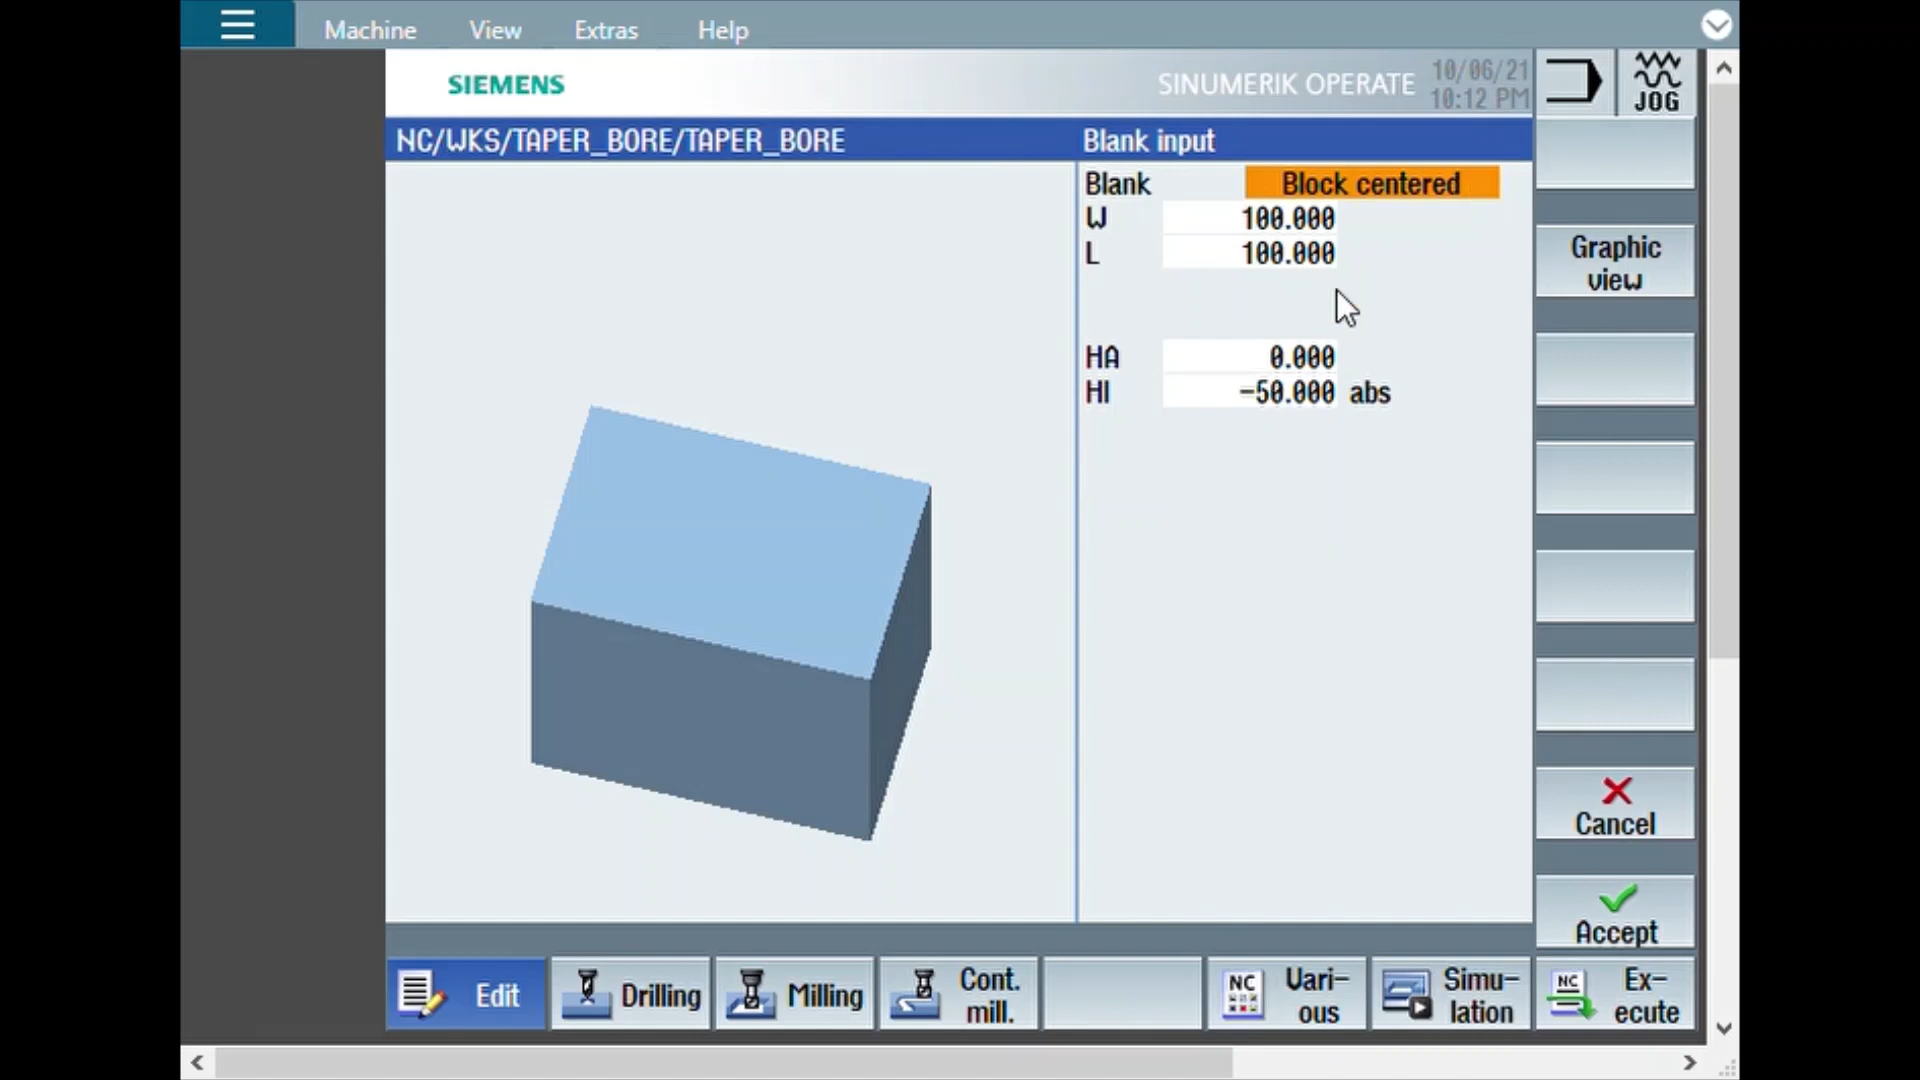 Machine View Extras Help
SIEMENS
SINUMERIK OPERATE
10/06/21
10:12 PM
JOG
NC/WKS/TAPER_BORE/TAPER_BORE
Blank input
Blank Block centered
W 100.000
L 100.000
HA 0.000
HI -50.000 abs
Graphic
view
Cancel
Accept
Edit
Drilling
Milling
Cont.
mill.
NC
Vari-
ous
Simu-
lation
NC
Ex-
ecute